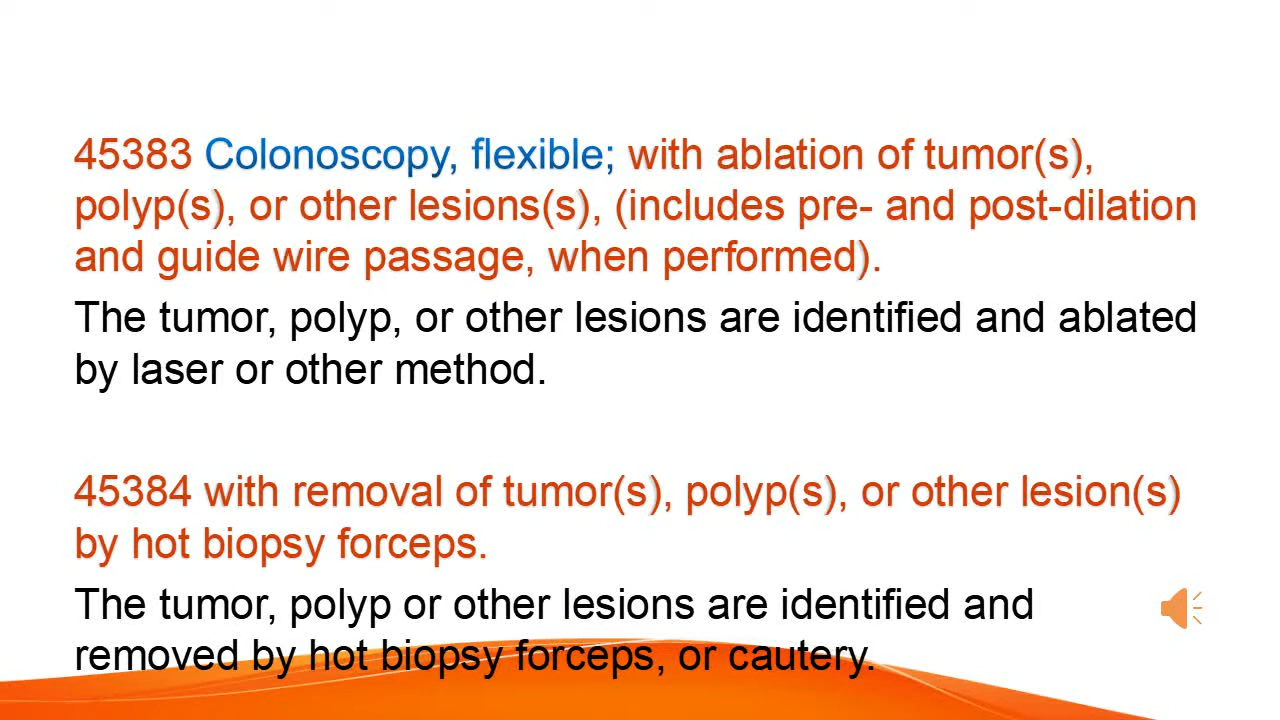 45383 Colonoscopy, flexible; with ablation of tumor(s),
polyp(s), or other lesions(s), (includes pre- and post-dilation
and guide wire passage, when performed).
The tumor, polyp, or other lesions are identified and ablated
by laser or other method.
45384 with removal of tumor(s), polyp(s), or other lesion(s)
by hot biopsy forceps.
The tumor, polyp or other lesions are identified and
removed by hot biopsy forceps, or cautery.